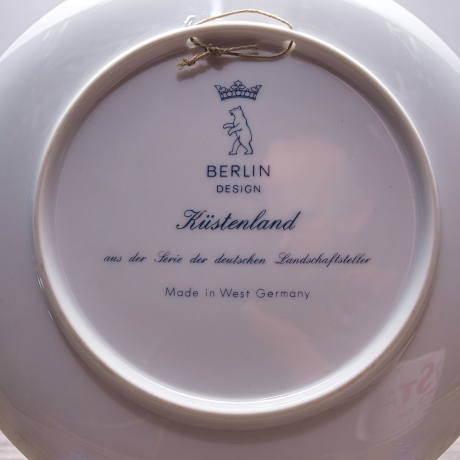 BERLIN
DESIGN
Küstenland
aus der Serie der deutschen Landschaftsteller
Made in West Germany